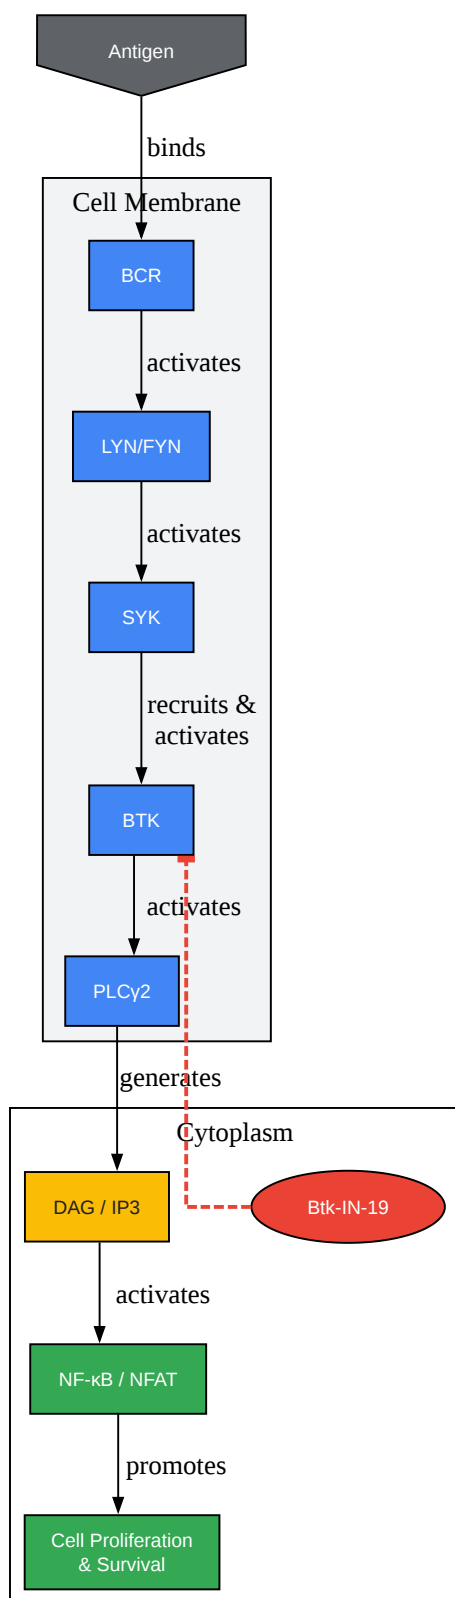 Antigen
binds
Cell Membrane
BCR
activates
LYN/FYN
activates
SYK
recruits &
activates
BTK
activates
PLCγ2
generates
Cytoplasm
DAG / IP3
Btk-IN-19
activates
NF-κB / NFAT
promotes
Cell Proliferation
& Survival